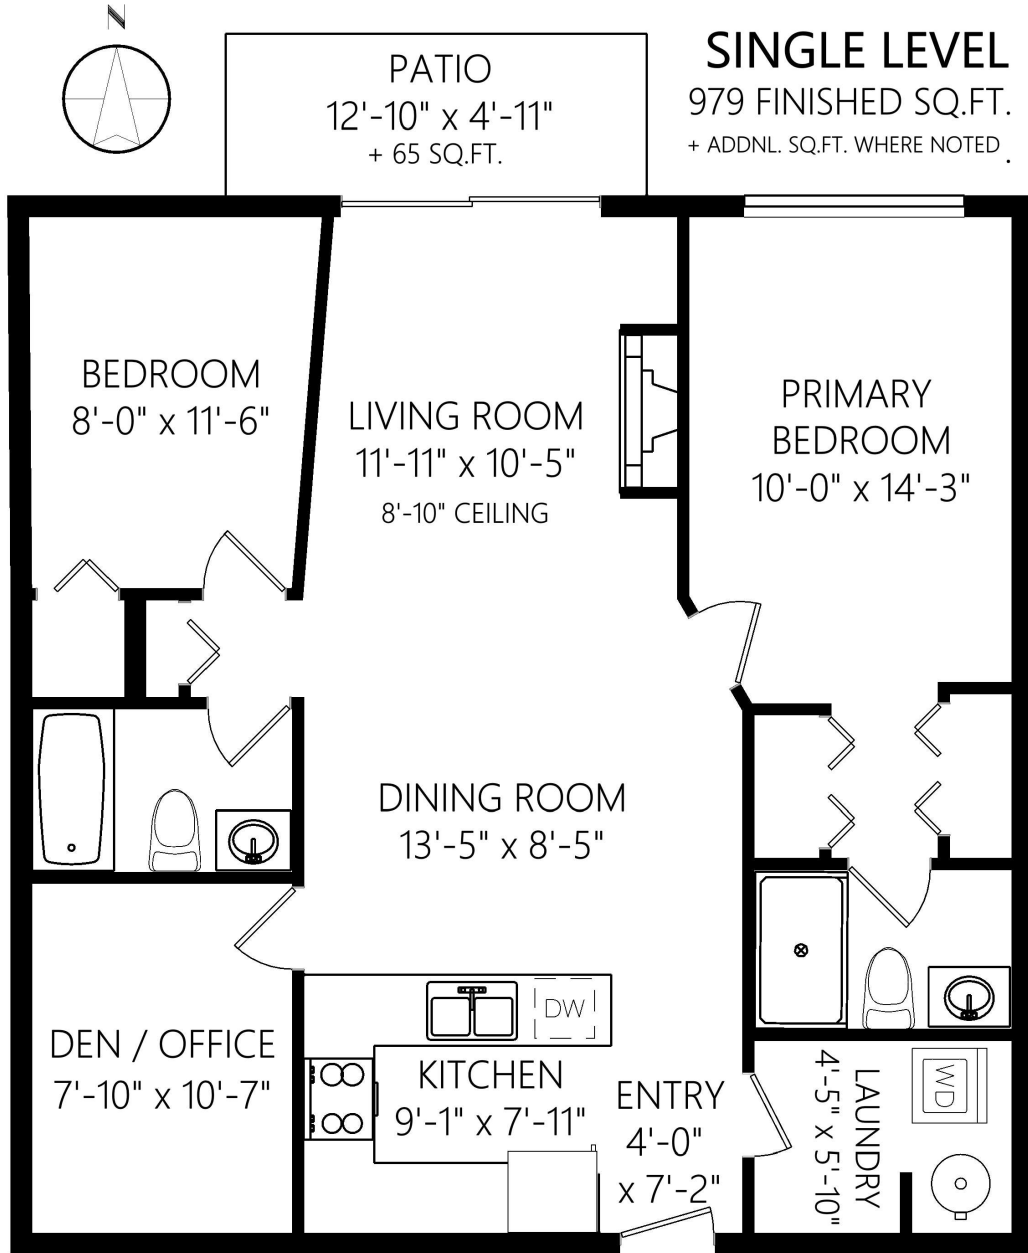 N
PATIO
12'-10" x 4'-11"
+ 65 SQ.FT.
SINGLE LEVEL
979 FINISHED SQ.FT.
+ ADDNL. SQ.FT. WHERE NOTED .
BEDROOM
8'-0" x 11'-6"
LIVING ROOM
11'-11" x 10'-5"
8'-10" CEILING
PRIMARY
BEDROOM
10'-0" x 14'-3"
DINING ROOM
13'-5" x 8'-5"
DW
DEN / OFFICE
7'-10" x 10'-7"
KITCHEN
9'-1" x 7'-11"
ENTRY
4'-0"
x 7'-2"
LAUNDRY
4'-5" x 5'-10"
WD